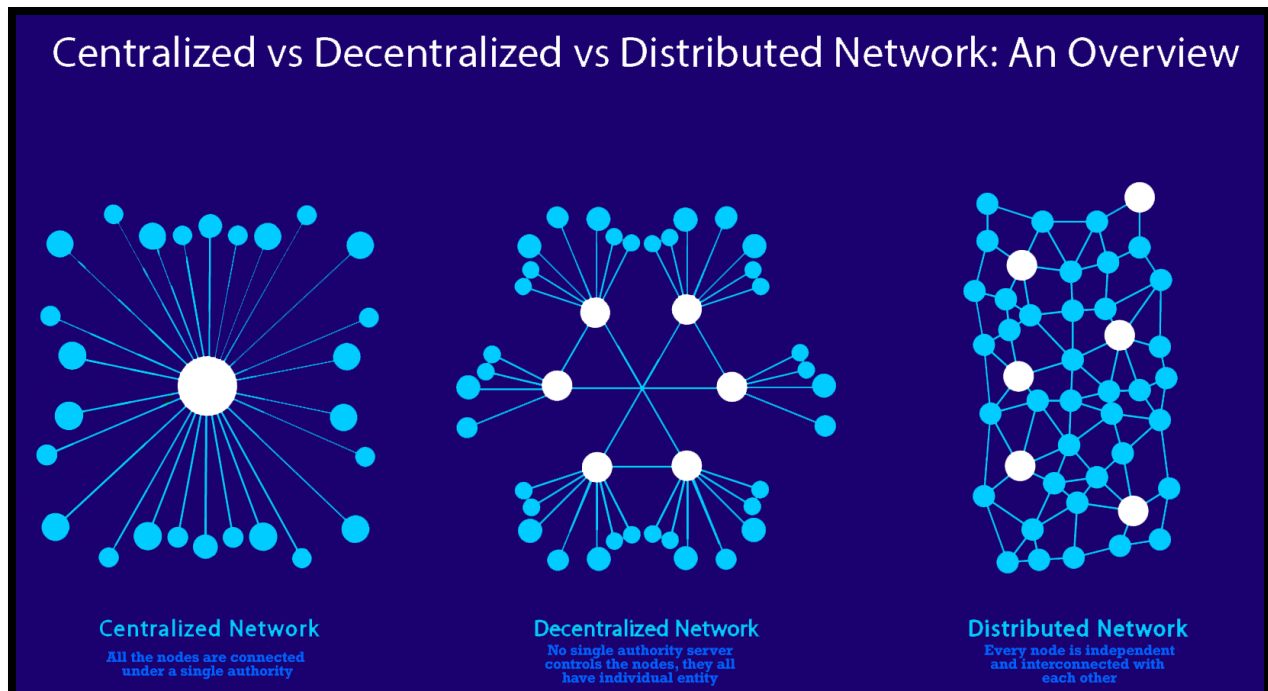 Centralized vs Decentralized vs Distributed Network: An Overview
Centralized Network
All the nodes are connected
under a single authority
Decentralized Network
No single authority server
controls the nodes, they all
have individual entity
Distributed Network
Every node is independent
and interconnected with
each other